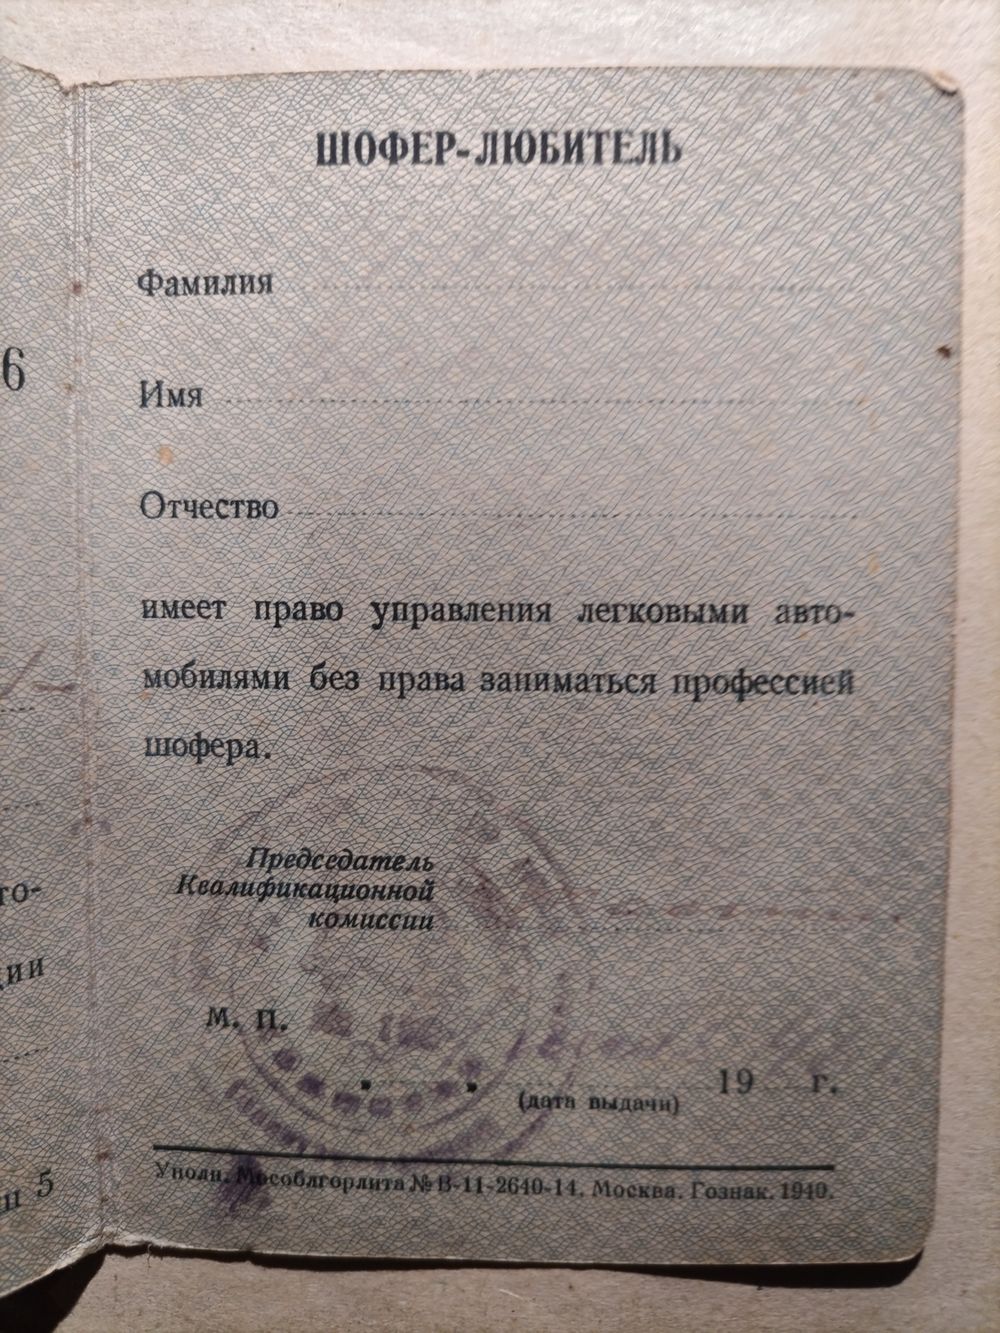 ШОФЕР-ЛЮБИТЕЛЬ
Фамилия
Имя
Отчество
имеет право управления легковыми авто-
мобилями без права заниматься профессией
шофера.
Председатель
Квалификационной
комиссии
М. П.
19 г.
(дата выдачи)
Уполн. Мособлгорлита № В-11-2640-14. Москва. Гознак. 1940.
6
то-
ции
5